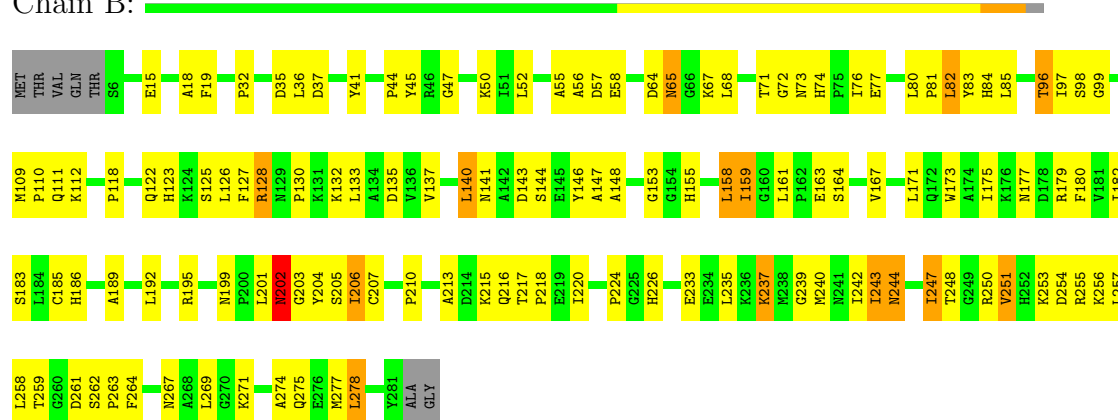 Chain B:
MET THR VAL GLN THR S6 E15 A18 F19 P32 D35 L36 D37 Y41 P44 Y45 R46 G47 K50 I51 L52 A55 A56 D57 E58 D64 N65 G66 K67 L68 T71 G72 N73 H74 P75 I76 E77 L80 P81 L82 Y83 H84 L85 T96 I97 S98 G99
M109 P110 Q111 K112 P118 Q122 H123 K124 S125 L126 F127 R128 N129 P130 K131 K132 L133 A134 D135 V136 V137 L140 N141 A142 D143 S144 E145 Y146 A147 A148 G153 G154 H155 L158 I159 G160 L161 P162 E163 S164 V167 L171 Q172 W173 A174 I175 K176 N177 D178 R179 F180 V181
S183 L184 C185 H186 A189 L192 R195 N199 P200 L201 N202 G203 Y204 S205 I206 C207 P210 A213 D214 K215 Q216 T217 P218 E219 I220 P224 G225 H226 E233 E234 L235 K236 K237 M238 G239 M240 N241 I242 I243 N244 I247 T248 G249 R250 V251 H252 K253 D254 R255 K256
L258 T259 G260 D261 S262 P263 F264 N267 A268 L269 G270 K271 A274 Q275 E276 M277 L278 Y281 ALA GLY